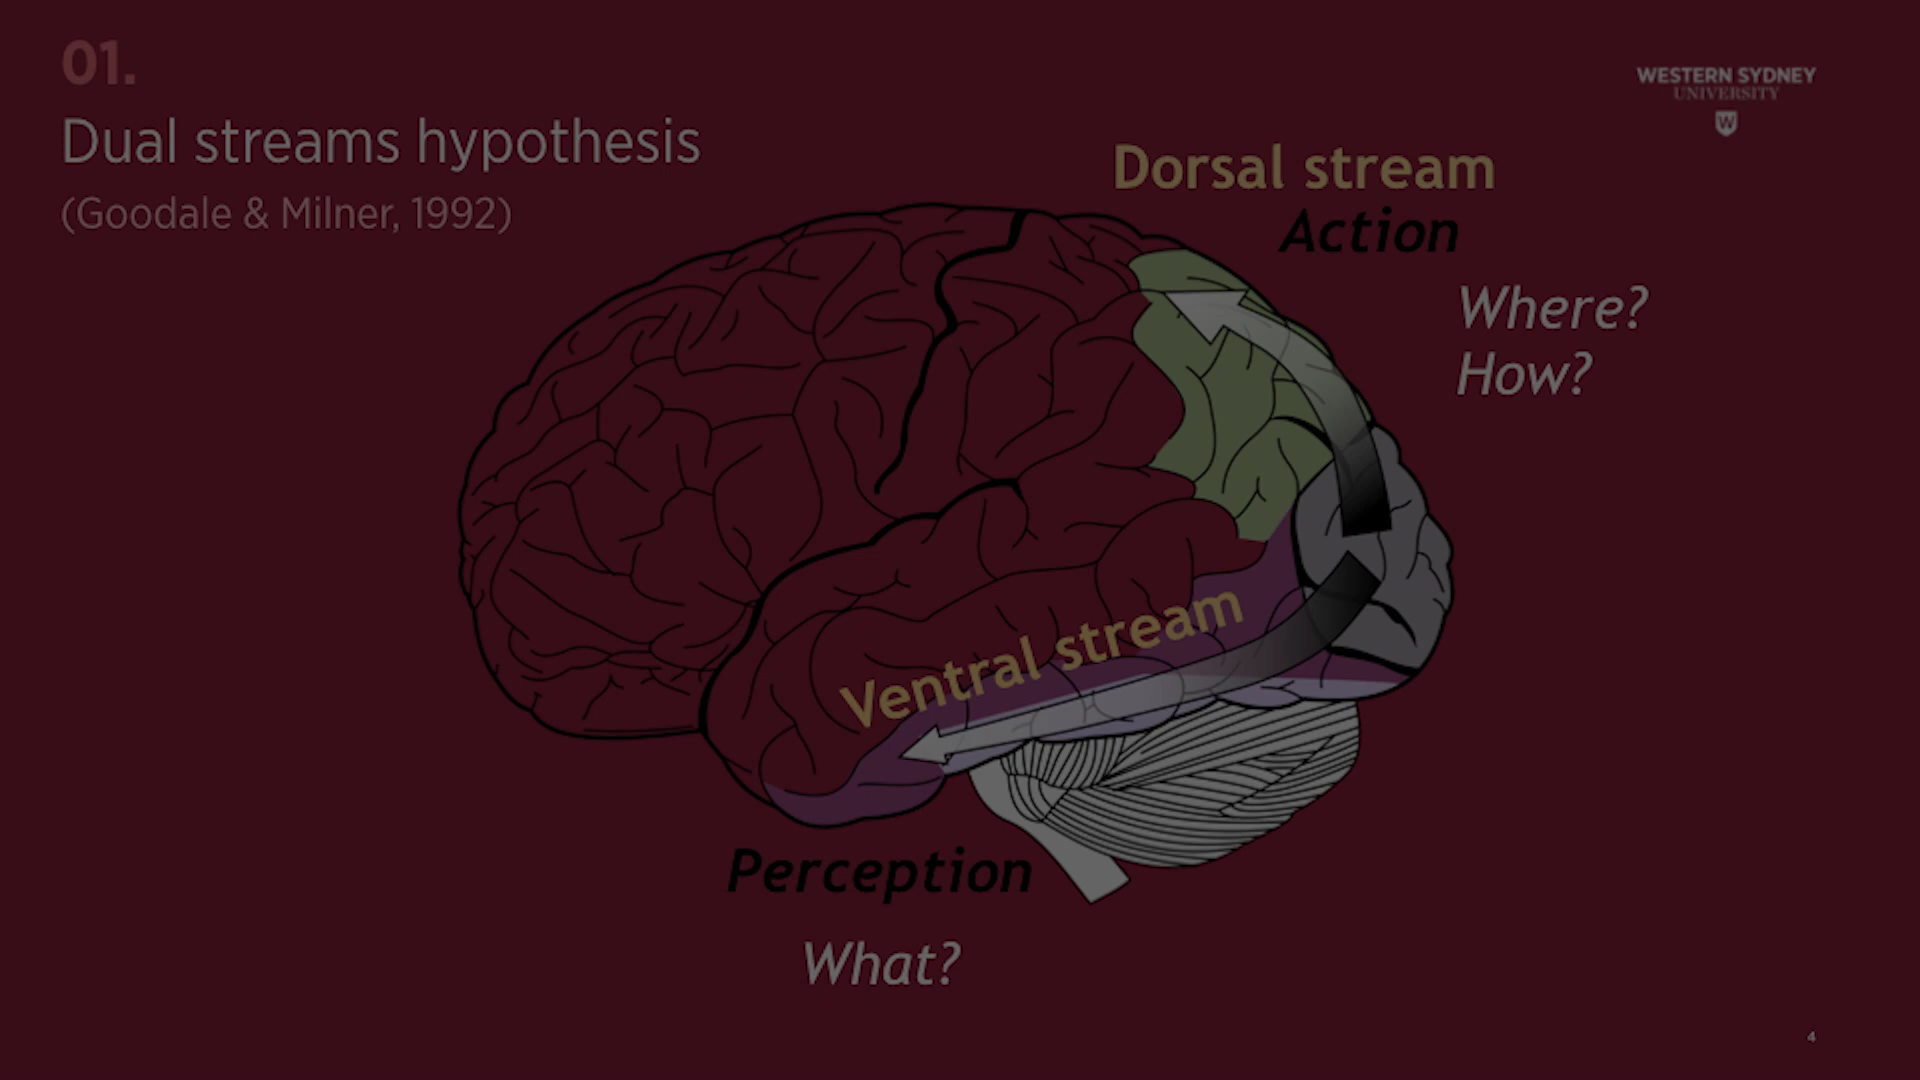 01.
Dual streams hypothesis
(Goodale & Milner, 1992)
WESTERN SYDNEY
UNIVERSITY
W
Dorsal stream
Action
Where?
How?
Ventral stream
Perception
What?
4